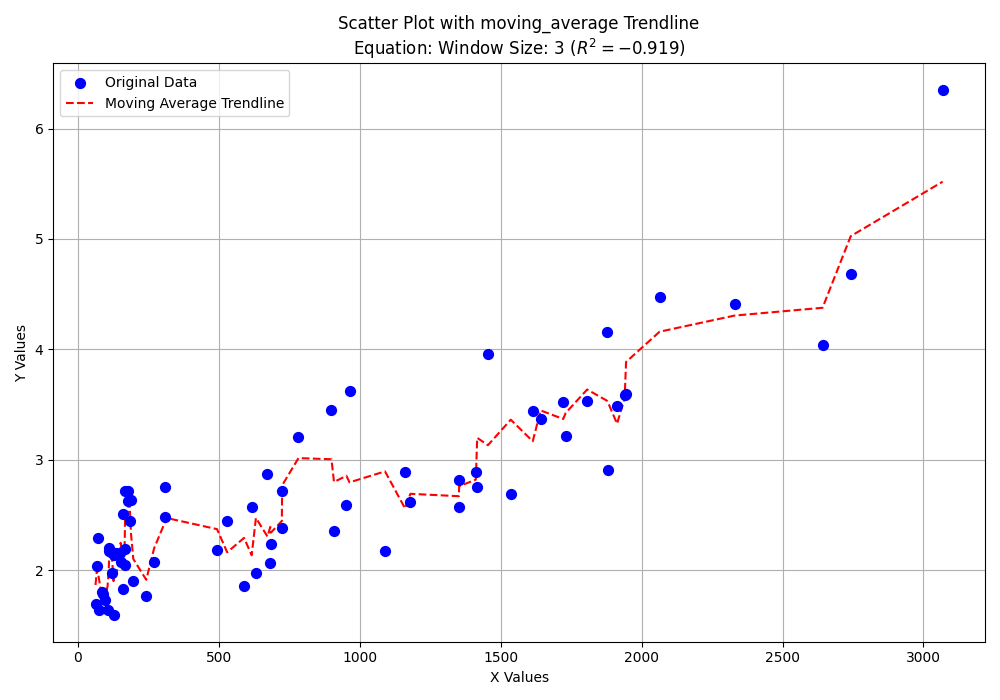 Scatter Plot with moving_average Trendline
Equation: Window Size: 3 ($R^2 = -0.919$)
Original Data
Moving Average Trendline
6
5
4
3
2
Y Values
0
500
1000
1500
2000
2500
3000
X Values